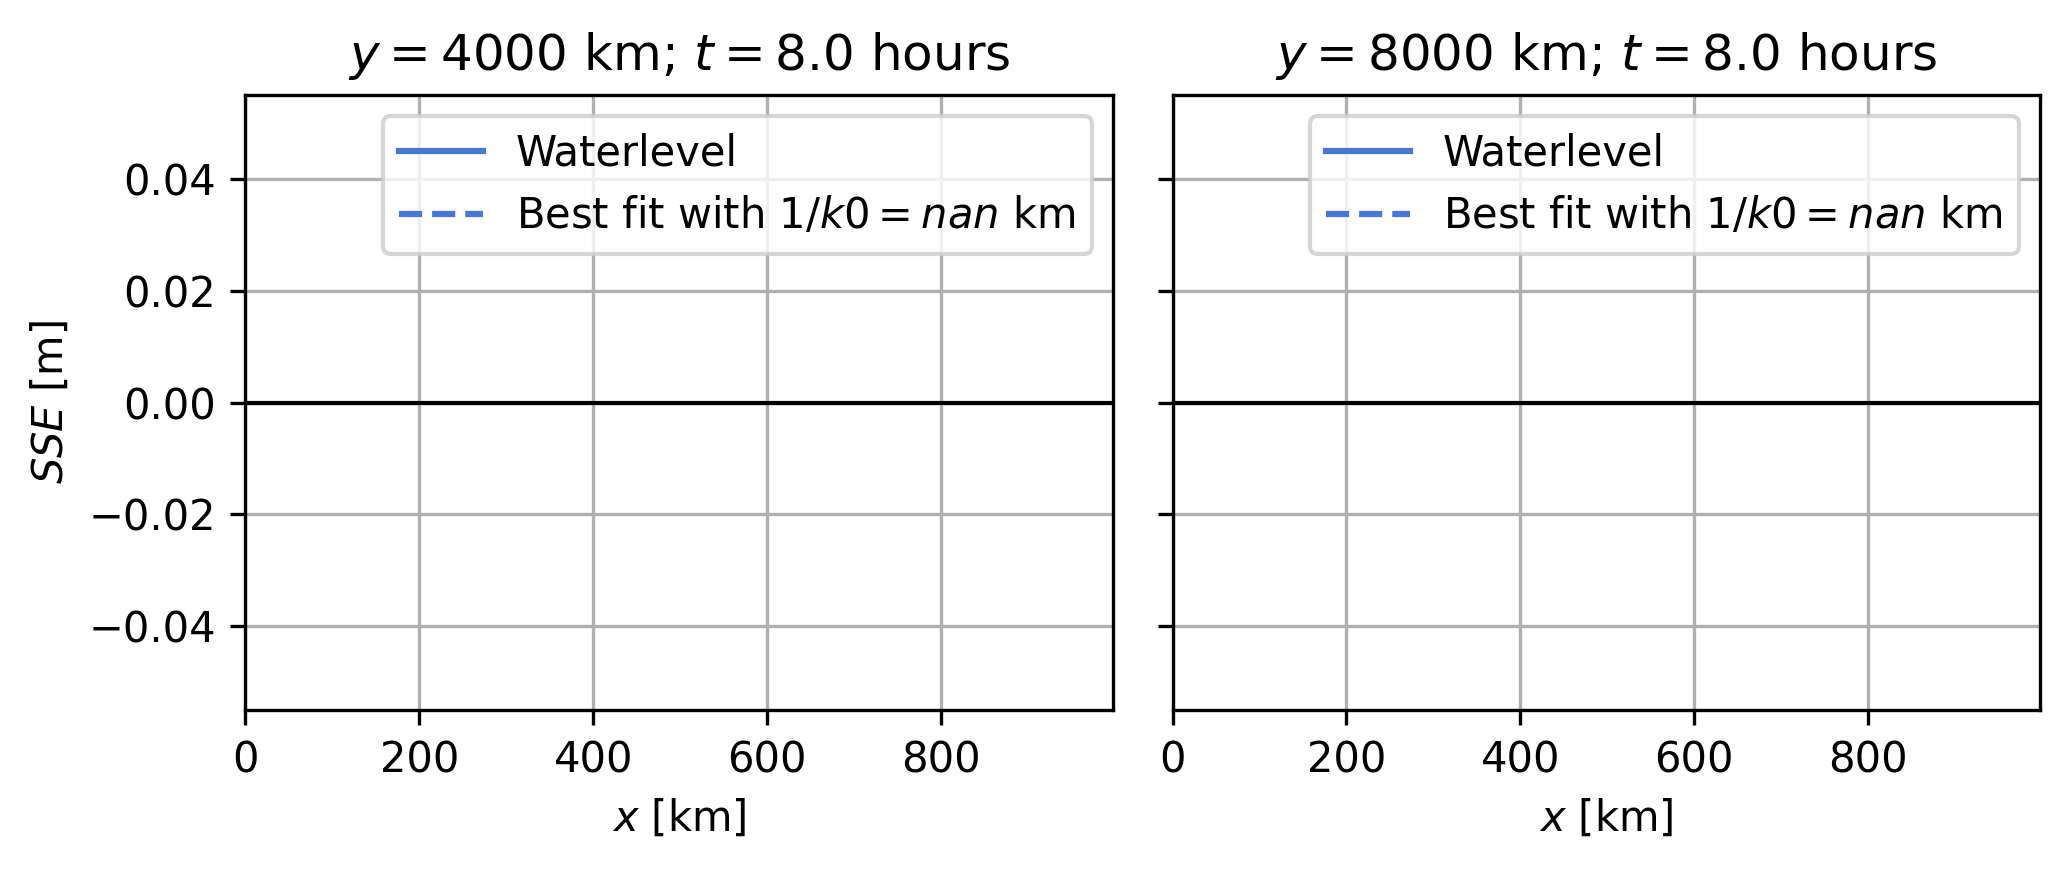 y = 4000 km; t = 8.0 hours
Waterlevel
Best fit with 1/k0 = nan km
0.04
0.02
0.00
−0.02
−0.04
SSE [m]
0 200 400 600 800
x [km]
y = 8000 km; t = 8.0 hours
Waterlevel
Best fit with 1/k0 = nan km
0 200 400 600 800
x [km]